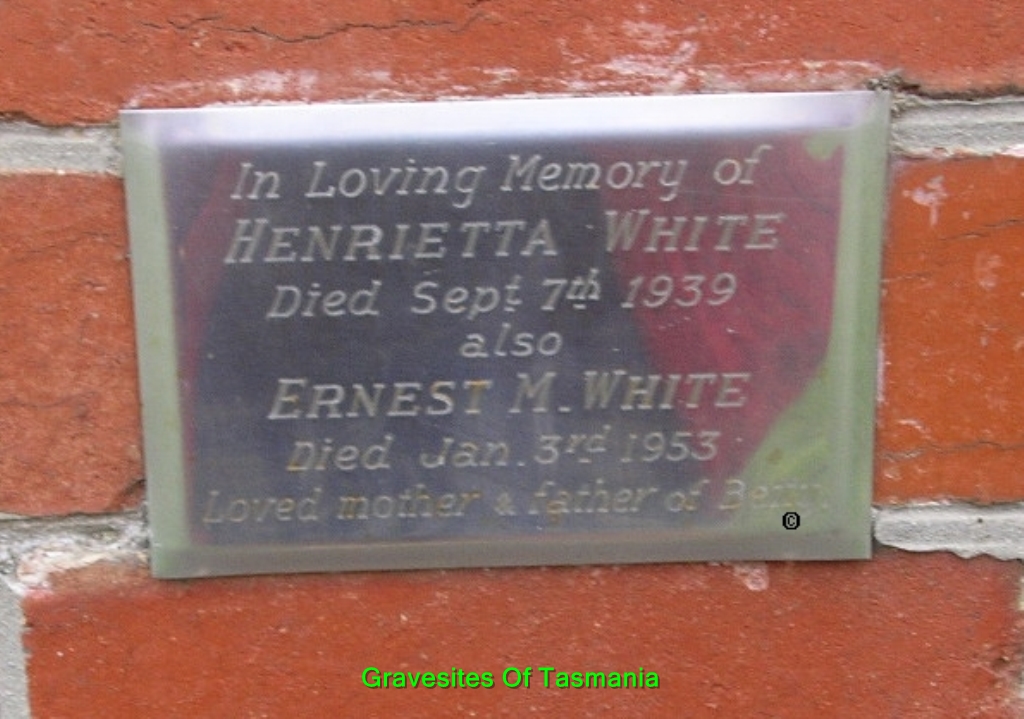 In Loving Memory of
HENRIETTA WHITE
Died Sept. 7th 1939
also
ERNEST M. WHITE
Died Jan. 3rd 1953
Loved mother & father of
©
Gravesites Of Tasmania